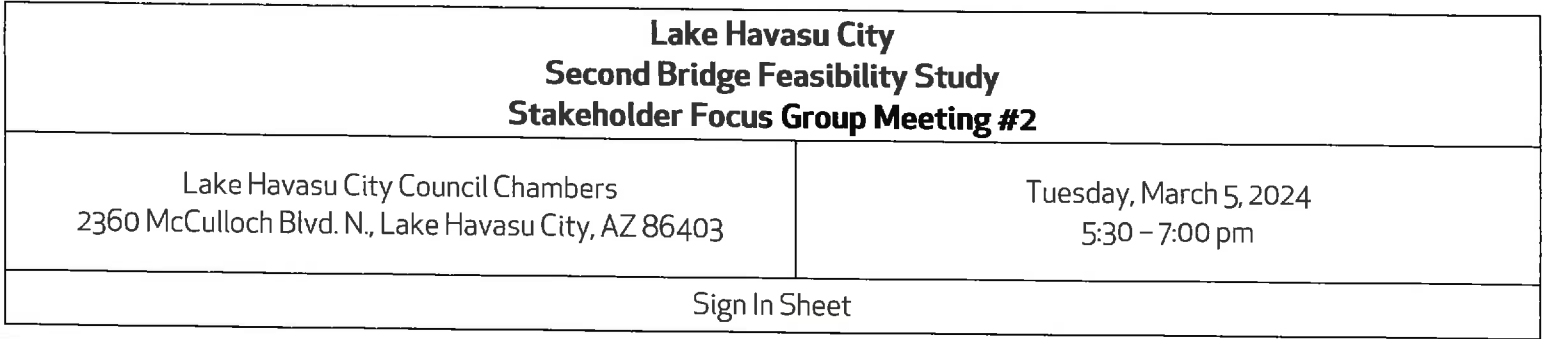 Lake Havasu City
Second Bridge Feasibility Study
Stakeholder Focus Group Meeting #2
Lake Havasu City Council Chambers
2360 McCulloch Blvd. N., Lake Havasu City, AZ 86403
Tuesday, March 5, 2024
5:30 – 7:00 pm
Sign In Sheet